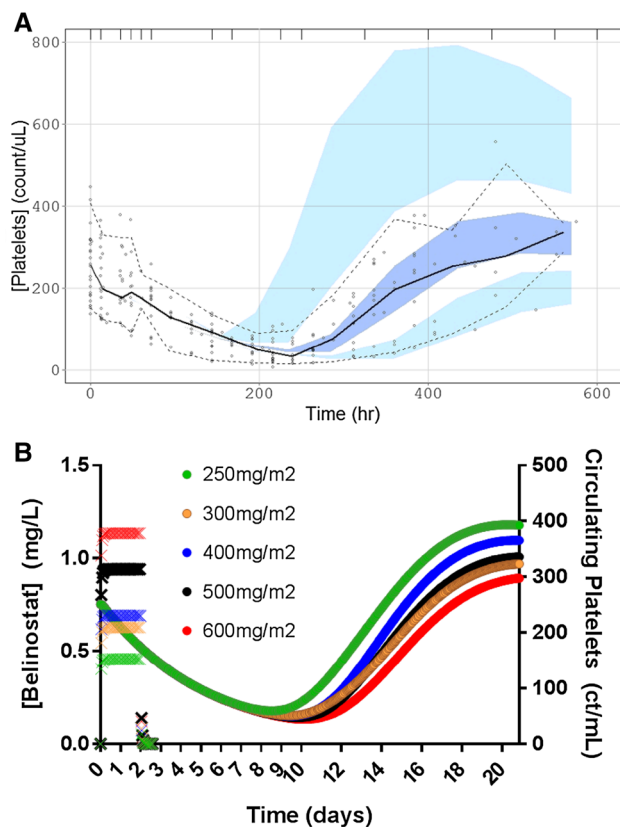 A
[Platelets] (count/uL)
800
600
400
200
0
0 200 400 600
Time (hr)
B
[Belinostat] (mg/L)
1.5
1.0
0.5
0.0
250mg/m2
300mg/m2
400mg/m2
500mg/m2
600mg/m2
500
400
300
200
100
0
Circulating Platelets (ct/mL)
0 1 2 3 4 5 6 7 8 9 10 12 14 16 18 20
Time (days)